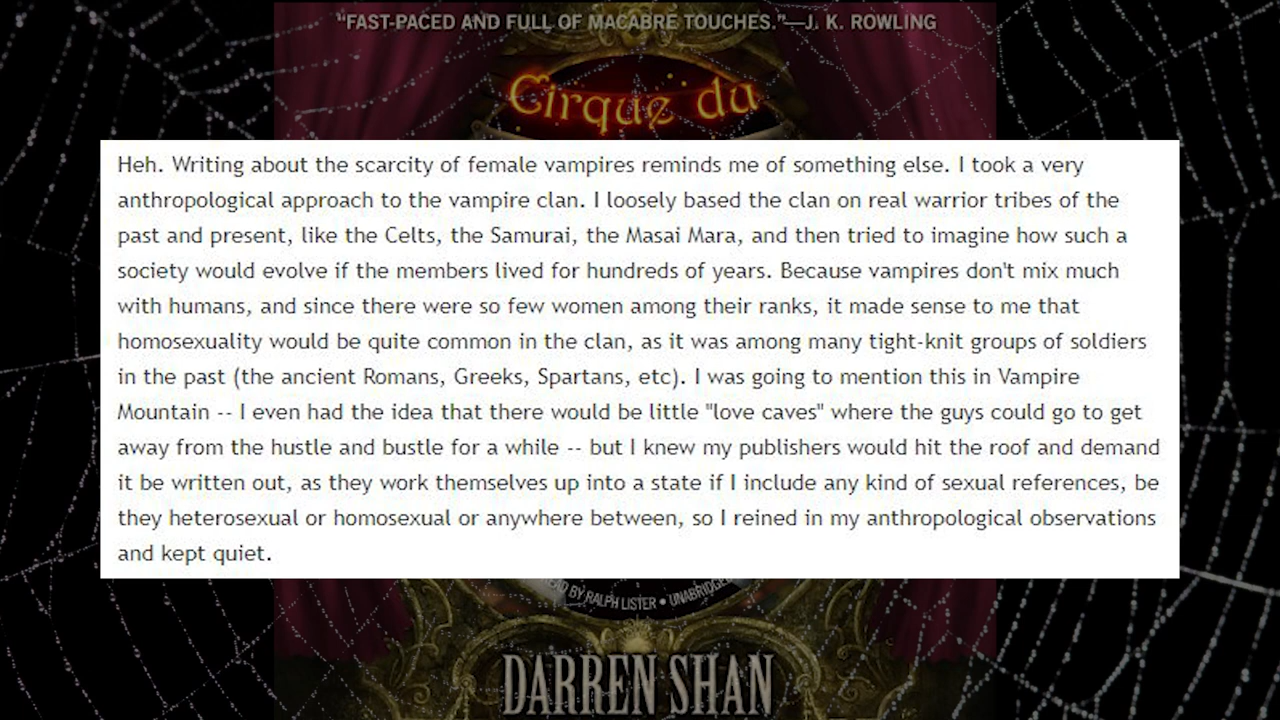 "FAST-PACED AND FULL OF MACABRE TOUCHES."—J. K. ROWLING
Cirque du
Heh. Writing about the scarcity of female vampires reminds me of something else. I took a very
anthropological approach to the vampire clan. I loosely based the clan on real warrior tribes of the
past and present, like the Celts, the Samurai, the Masai Mara, and then tried to imagine how such a
society would evolve if the members lived for hundreds of years. Because vampires don't mix much
with humans, and since there were so few women among their ranks, it made sense to me that
homosexuality would be quite common in the clan, as it was among many tight-knit groups of soldiers
in the past (the ancient Romans, Greeks, Spartans, etc). I was going to mention this in Vampire
Mountain -- I even had the idea that there would be little "love caves" where the guys could go to get
away from the hustle and bustle for a while -- but I knew my publishers would hit the roof and demand
it be written out, as they work themselves up into a state if I include any kind of sexual references, be
they heterosexual or homosexual or anywhere between, so I reined in my anthropological observations
and kept quiet.
BY RALPH LISTER •
DARREN SHAN